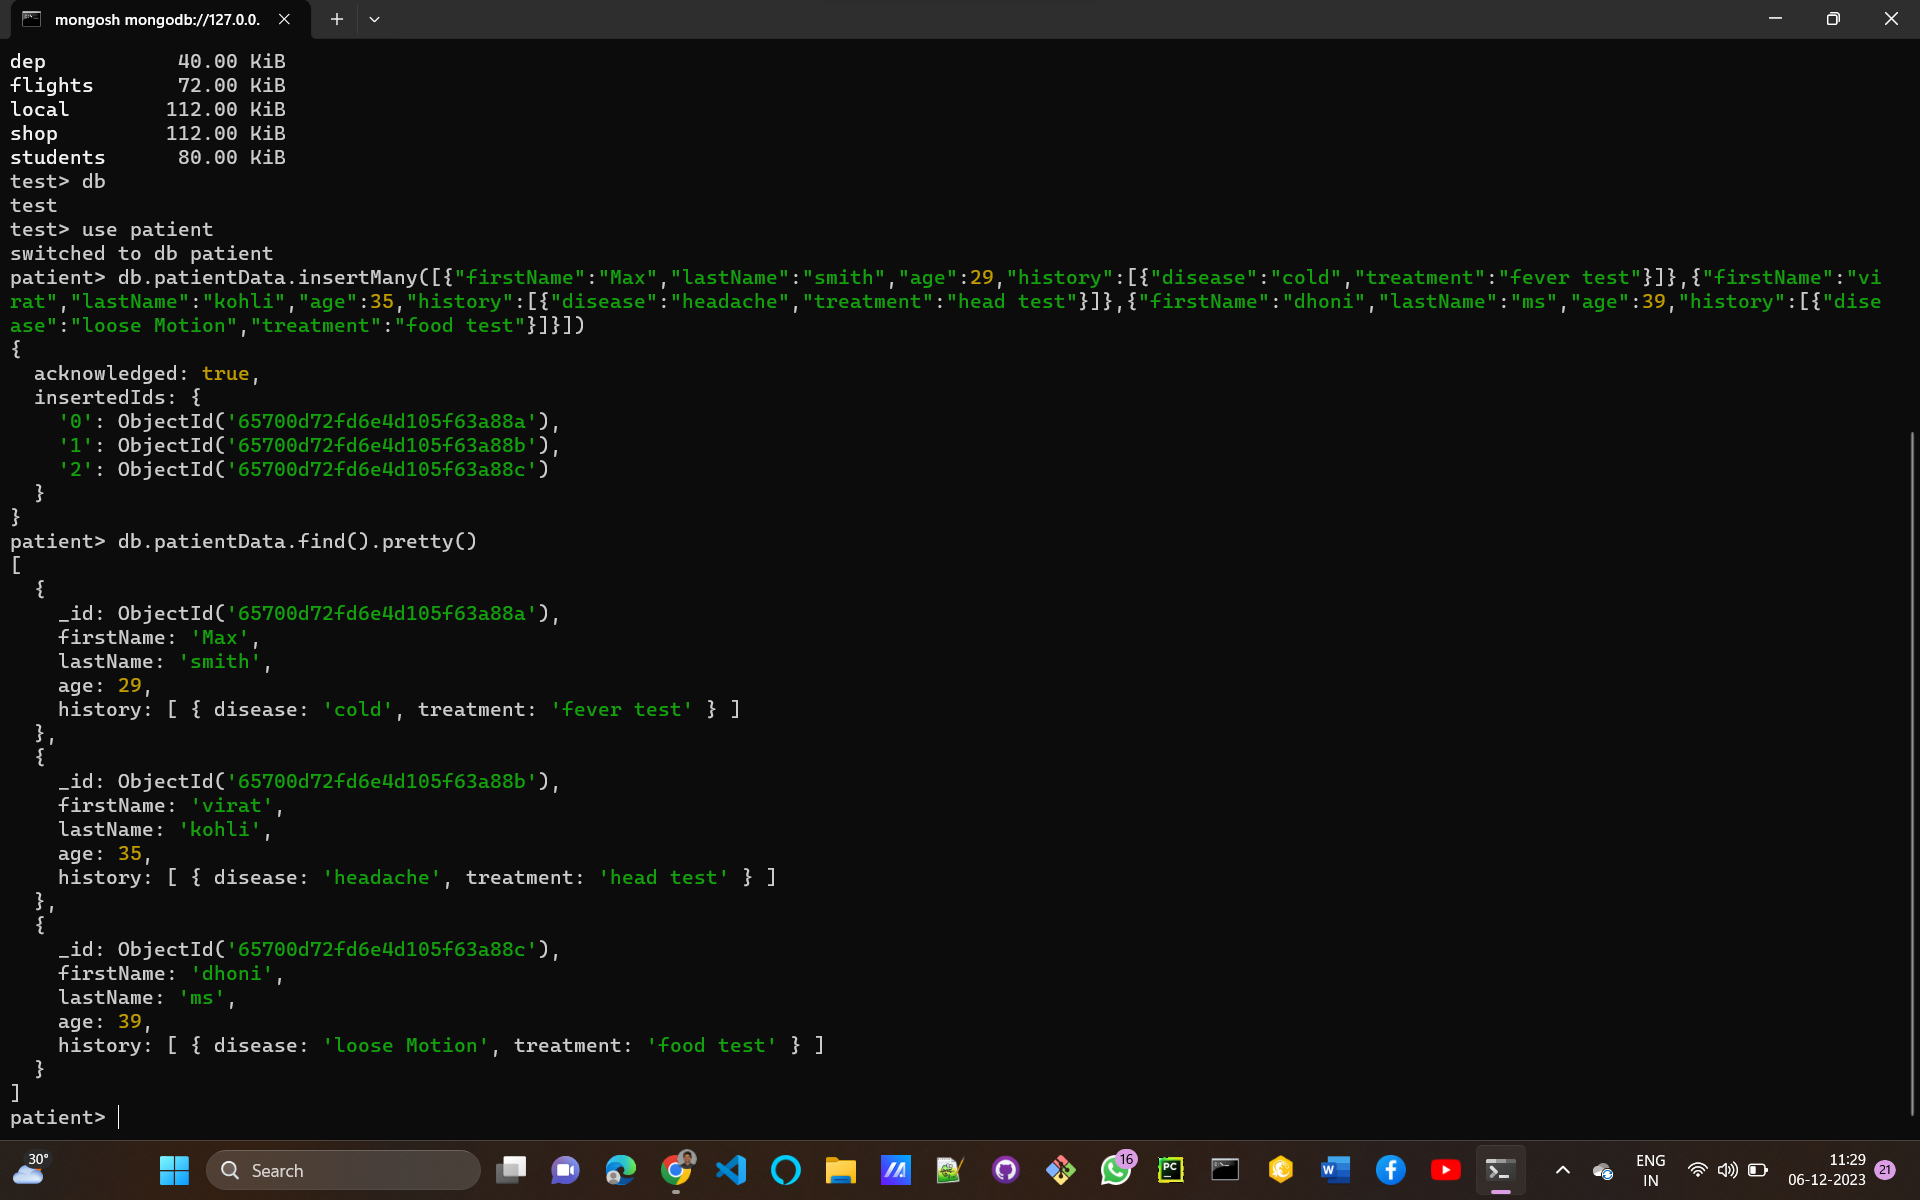 mongosh mongodb://127.0.0.
dep           40.00 KiB
flights       72.00 KiB
local        112.00 KiB
shop         112.00 KiB
students      80.00 KiB
test> db
test
test> use patient
switched to db patient
patient> db.patientData.insertMany([{"firstName":"Max","lastName":"smith","age":29,"history":[{"disease":"cold","treatment":"fever test"}]},{"firstName":"vi
rat","lastName":"kohli","age":35,"history":[{"disease":"headache","treatment":"head test"}]},{"firstName":"dhoni","lastName":"ms","age":39,"history":[{"dise
ase":"loose Motion","treatment":"food test"}]}])
{
  acknowledged: true,
  insertedIds: {
    '0': ObjectId('65700d72fd6e4d105f63a88a'),
    '1': ObjectId('65700d72fd6e4d105f63a88b'),
    '2': ObjectId('65700d72fd6e4d105f63a88c')
  }
}
patient> db.patientData.find().pretty()
[
  {
    _id: ObjectId('65700d72fd6e4d105f63a88a'),
    firstName: 'Max',
    lastName: 'smith',
    age: 29,
    history: [ { disease: 'cold', treatment: 'fever test' } ]
  },
  {
    _id: ObjectId('65700d72fd6e4d105f63a88b'),
    firstName: 'virat',
    lastName: 'kohli',
    age: 35,
    history: [ { disease: 'headache', treatment: 'head test' } ]
  },
  {
    _id: ObjectId('65700d72fd6e4d105f63a88c'),
    firstName: 'dhoni',
    lastName: 'ms',
    age: 39,
    history: [ { disease: 'loose Motion', treatment: 'food test' } ]
  }
]
patient>
30°
Search
16
PC
W
ENG
IN
11:29
06-12-2023
21